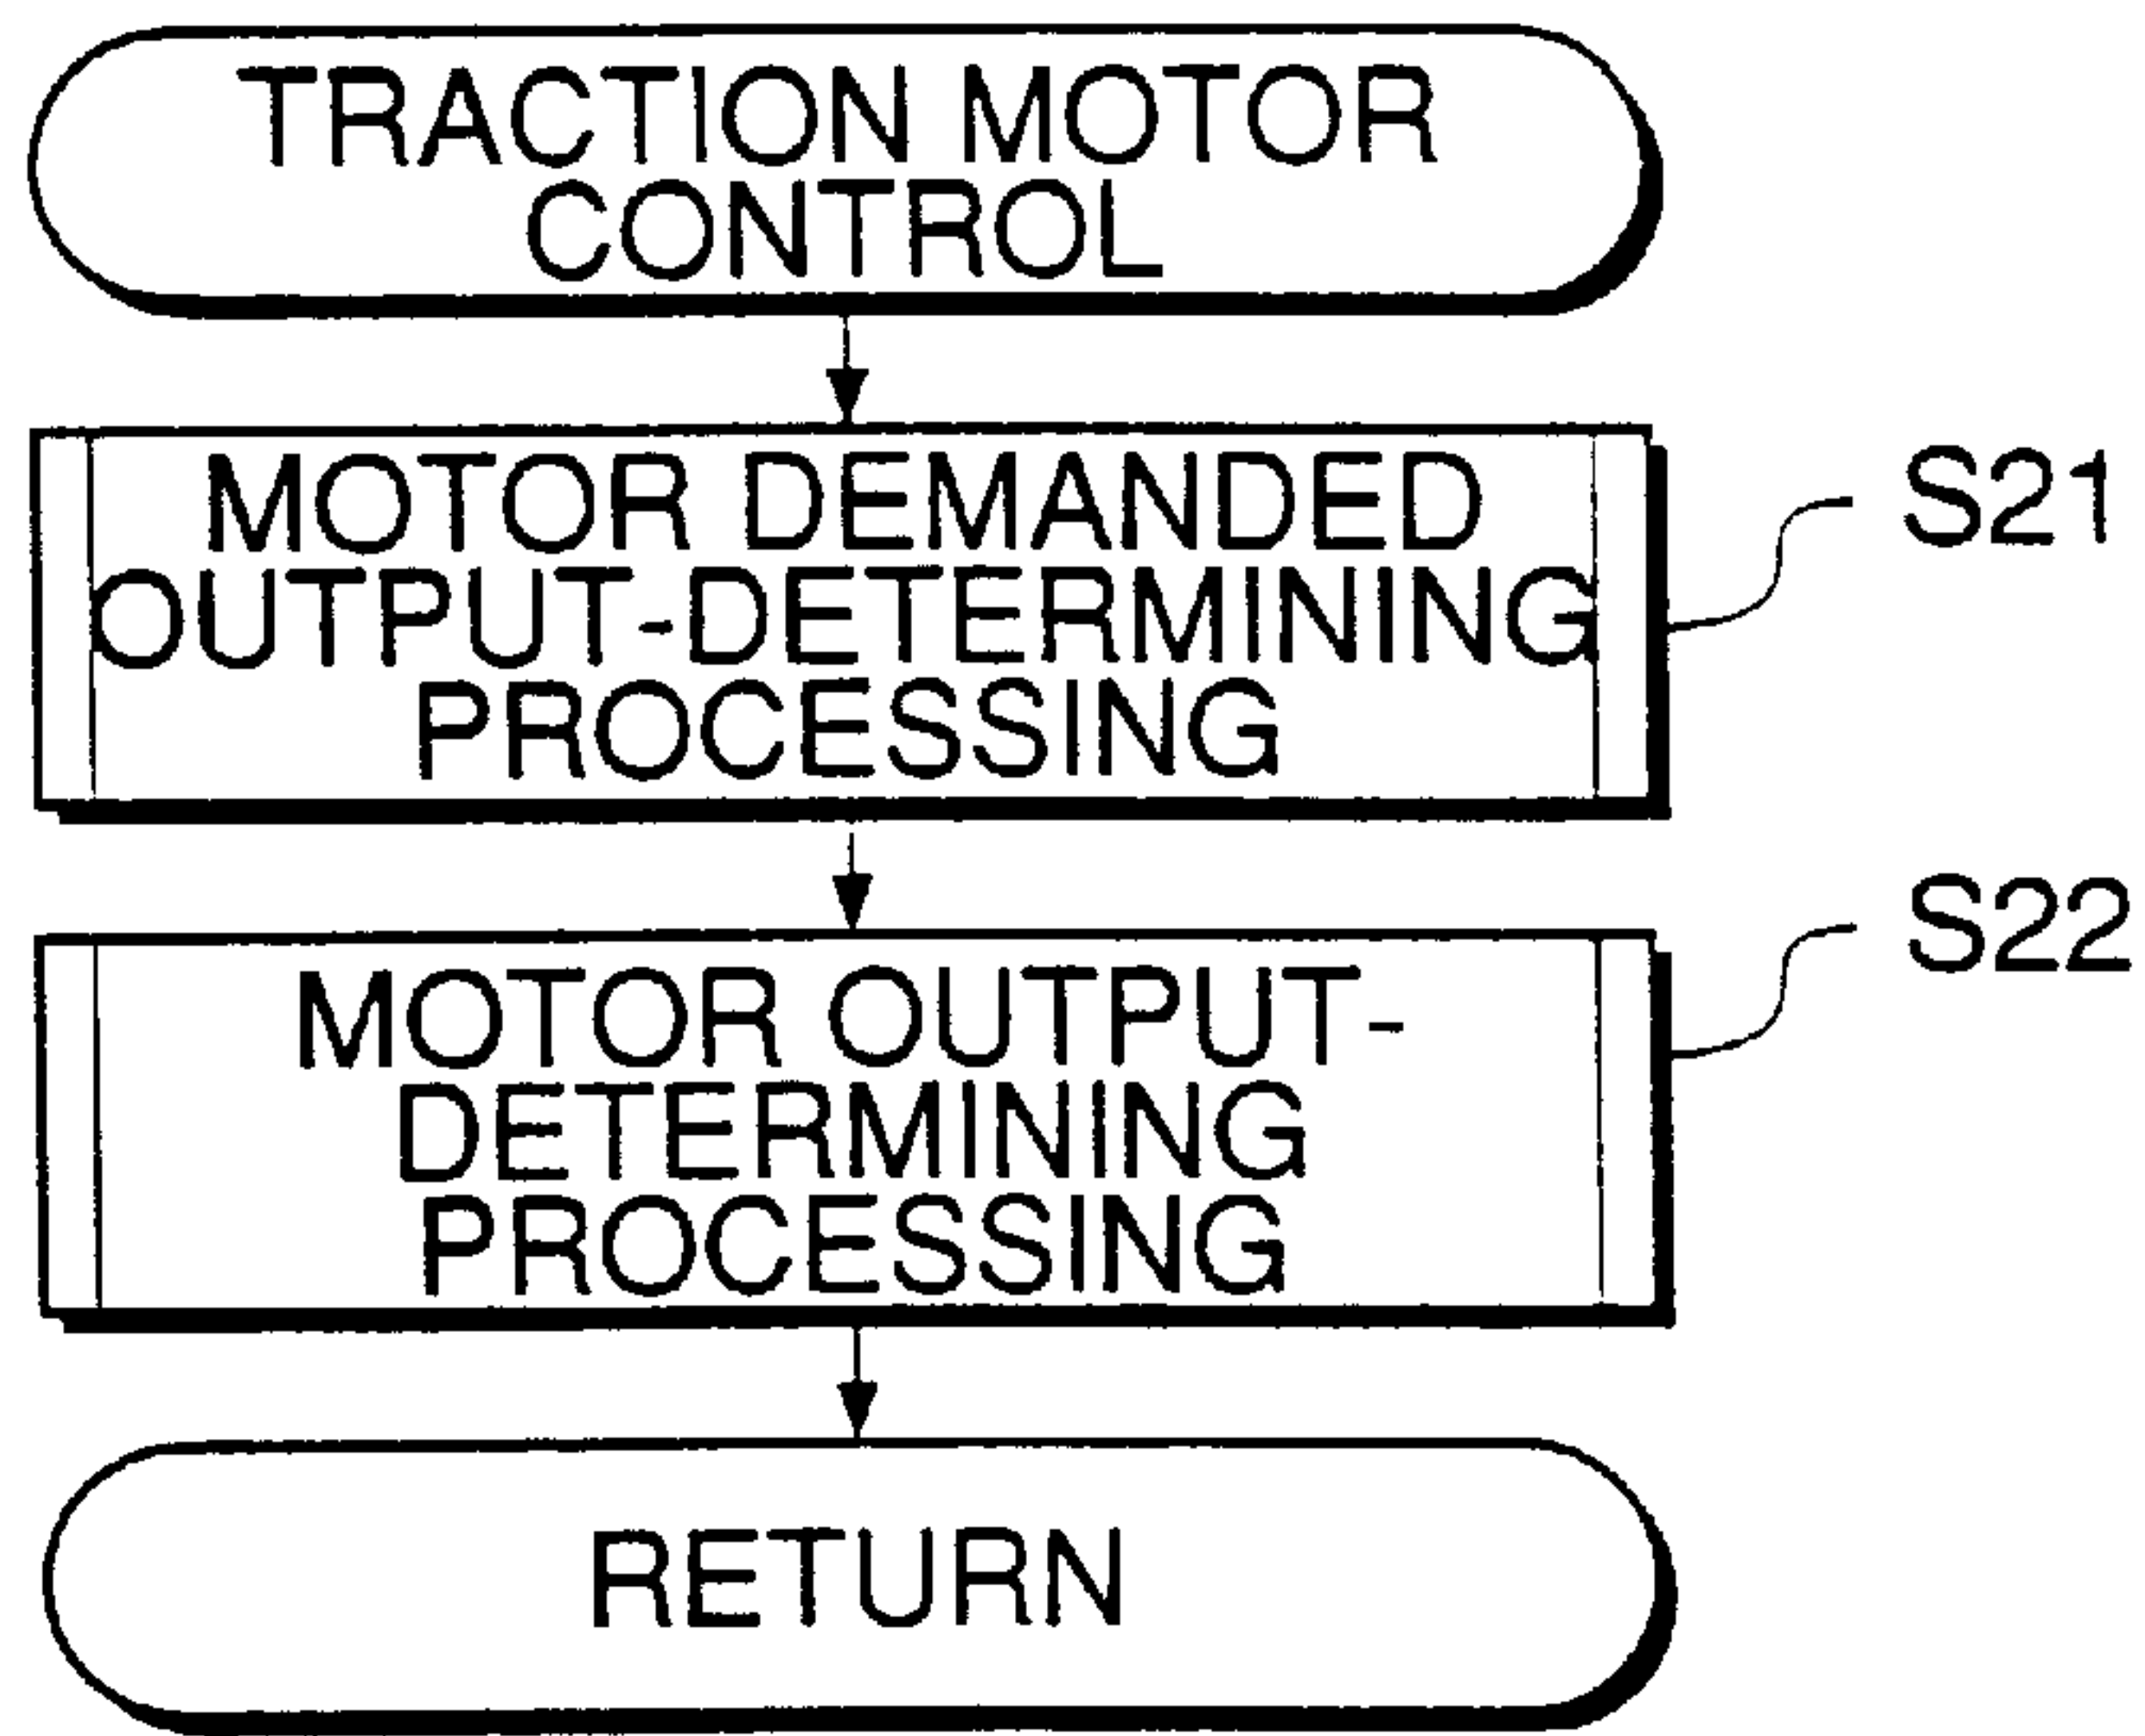 TRACTION MOTOR
CONTROL
MOTOR DEMANDED
OUTPUT-DETERMINING
PROCESSING
S21
MOTOR OUTPUT-
DETERMINING
PROCESSING
S22
RETURN